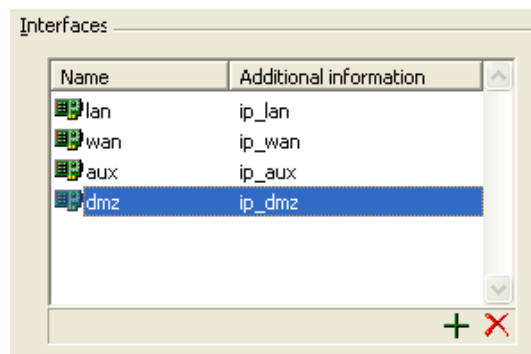 Interfaces
Name Additional information
lan ip_lan
wan ip_wan
aux ip_aux
dmz ip_dmz